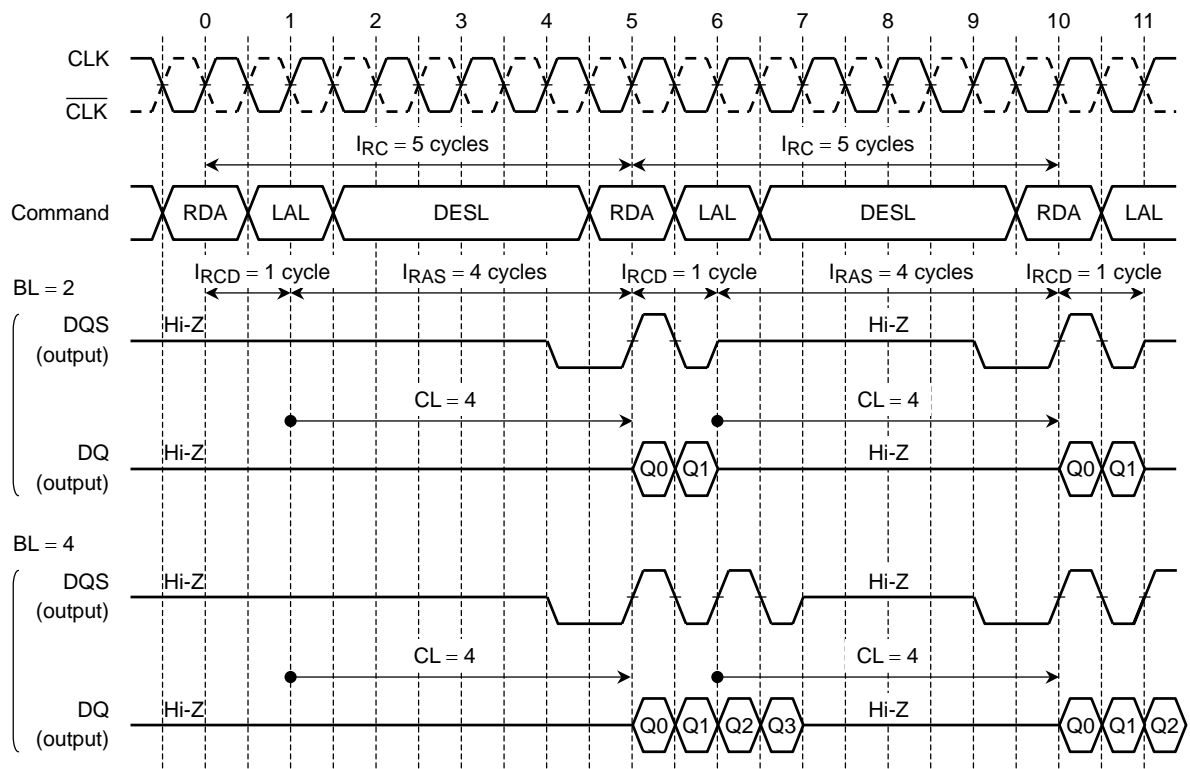 0 1 2 3 4 5 6 7 8 9 10 11
CLK
CLK
IRC = 5 cycles IRC = 5 cycles
Command RDA LAL DESL RDA LAL DESL RDA LAL
IRCD = 1 cycle IRAS = 4 cycles IRCD = 1 cycle IRAS = 4 cycles IRCD = 1 cycle
BL = 2
DQS Hi-Z Hi-Z
(output)
CL = 4 CL = 4
DQ Hi-Z Q0 Q1 Hi-Z Q0 Q1
(output)
BL = 4
DQS Hi-Z Hi-Z
(output)
CL = 4 CL = 4
DQ Hi-Z Q0 Q1 Q2 Q3 Hi-Z Q0 Q1 Q2
(output)